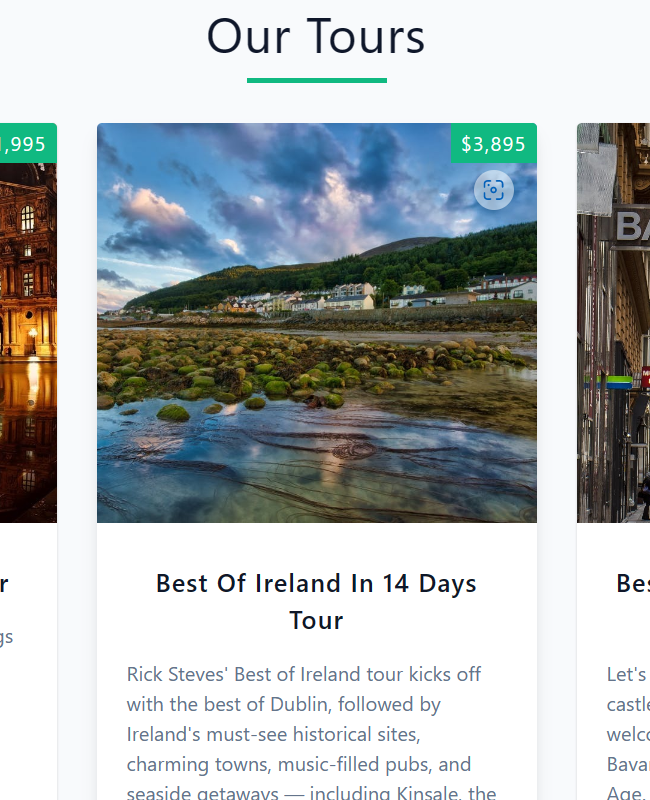 Our Tours
,995
$3,895
BA
Best Of Ireland In 14 Days
Tour
Rick Steves' Best of Ireland tour kicks off
with the best of Dublin, followed by
Ireland's must-see historical sites,
charming towns, music-filled pubs, and
seaside getaways — including Kinsale, the
r
gs
Bes
Let's
castle
welco
Bavar
Age.